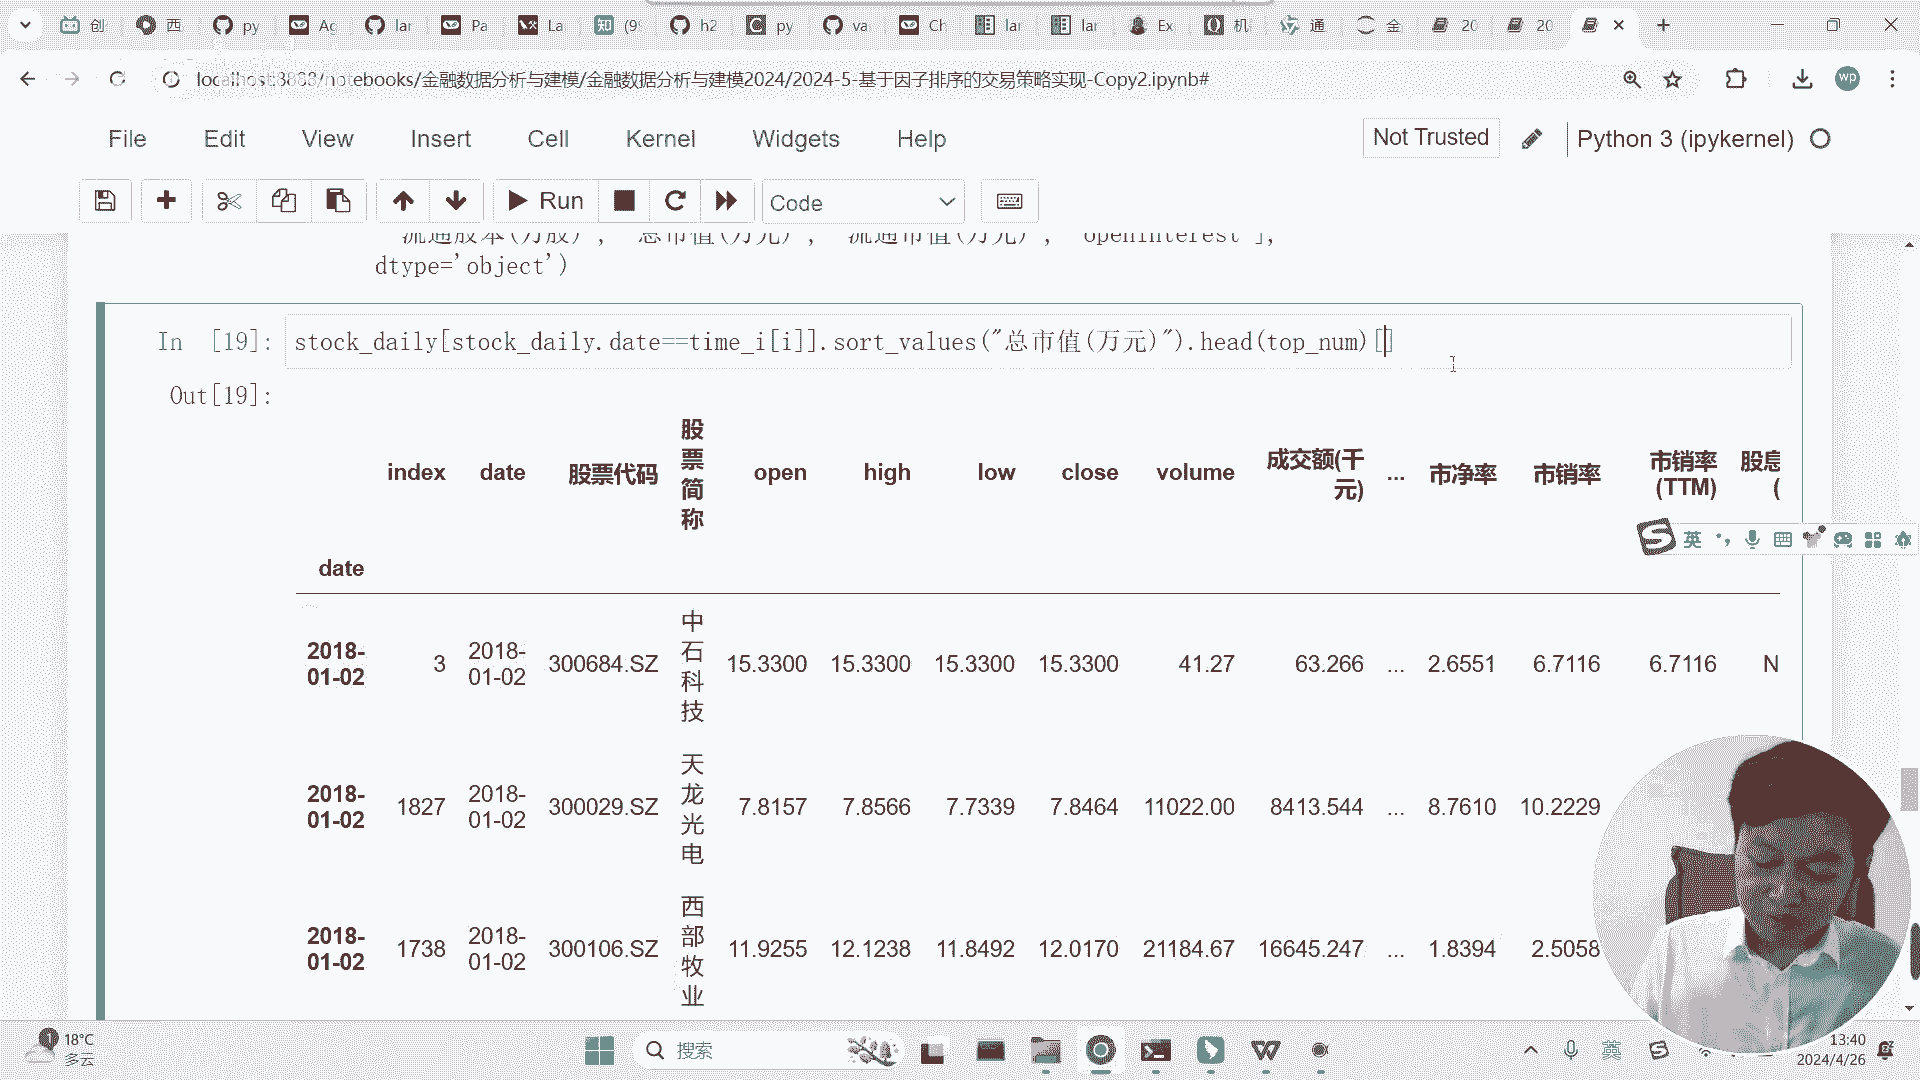 创 西 py Ag lar Pa La (9 h2 py va Ch lar lar Ex 机 通 金 20 20
localhost:8888/notebooks/金融数据分析与建模/金融数据分析与建模2024/2024-5-基于因子排序的交易策略实现-Copy2.ipynb#
wp
File Edit View Insert Cell Kernel Widgets Help
Not Trusted
Python 3 (ipykernel)
Run
Code
流通股本(万股)', '总市值(万元)', '流通市值(万元)', 'openinterest'],
dtype='object')
In [19]: stock_daily[stock_daily.date==time_i[i]].sort_values("总市值(万元)").head(top_num)[]
Out[19]:
index date 股票代码 股票简称 open high low close volume 成交额(千元) ... 市净率 市销率 市销率(TTM) 股息(
date
2018-01-02 3 2018-01-02 300684.SZ 中石科技 15.3300 15.3300 15.3300 15.3300 41.27 63.266 ... 2.6551 6.7116 6.7116 N
2018-01-02 1827 2018-01-02 300029.SZ 天龙光电 7.8157 7.8566 7.7339 7.8464 11022.00 8413.544 ... 8.7610 10.2229
2018-01-02 1738 2018-01-02 300106.SZ 西部牧业 11.9255 12.1238 11.8492 12.0170 21184.67 16645.247 ... 1.8394 2.5058
英
18°C
多云
搜索
英
13:40
2024/4/26